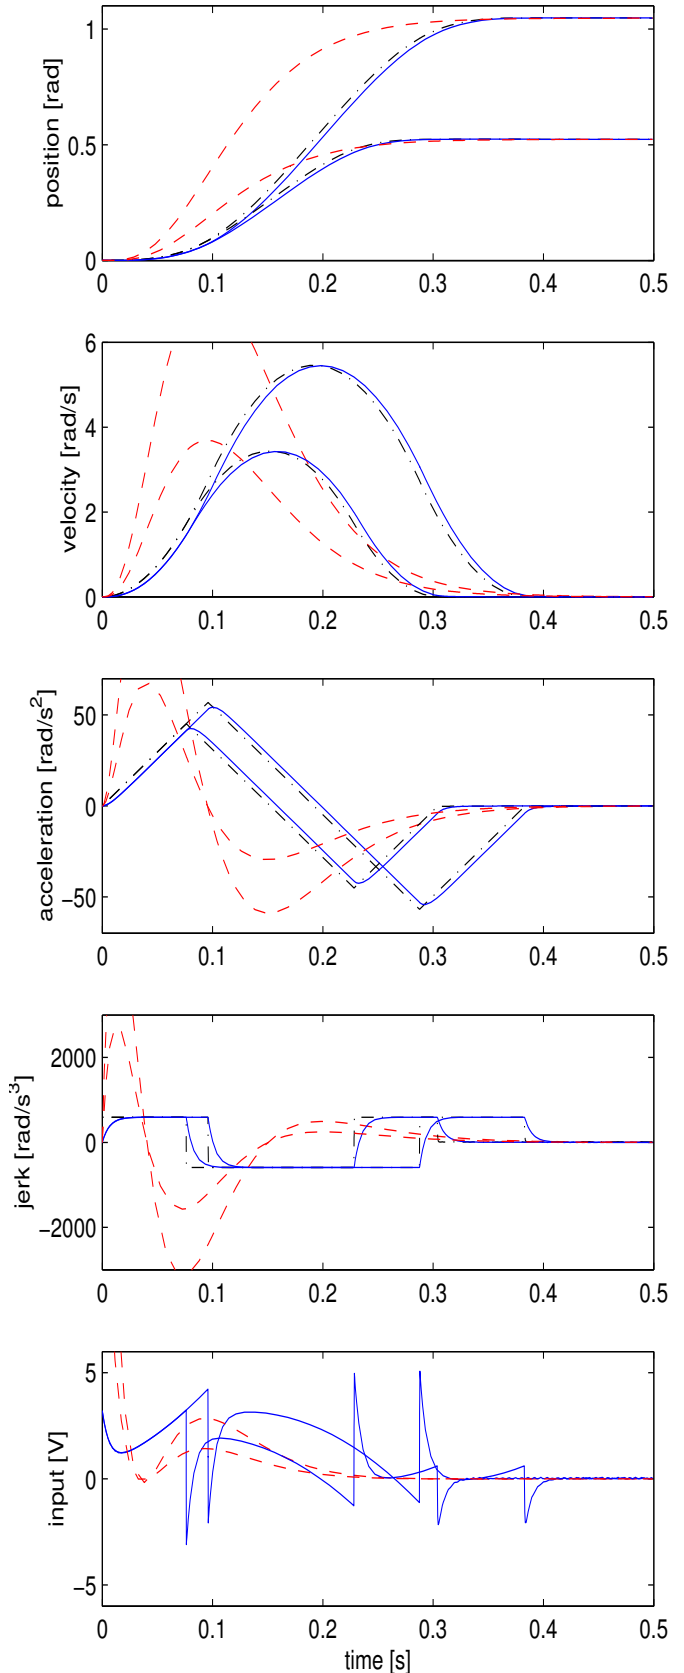 position [rad]
1
0.5
0
0 0.1 0.2 0.3 0.4 0.5
velocity [rad/s]
6
4
2
0
0 0.1 0.2 0.3 0.4 0.5
acceleration [rad/s²]
50
0
−50
0 0.1 0.2 0.3 0.4 0.5
jerk [rad/s³]
2000
0
−2000
0 0.1 0.2 0.3 0.4 0.5
input [V]
5
0
−5
0 0.1 0.2 0.3 0.4 0.5
time [s]